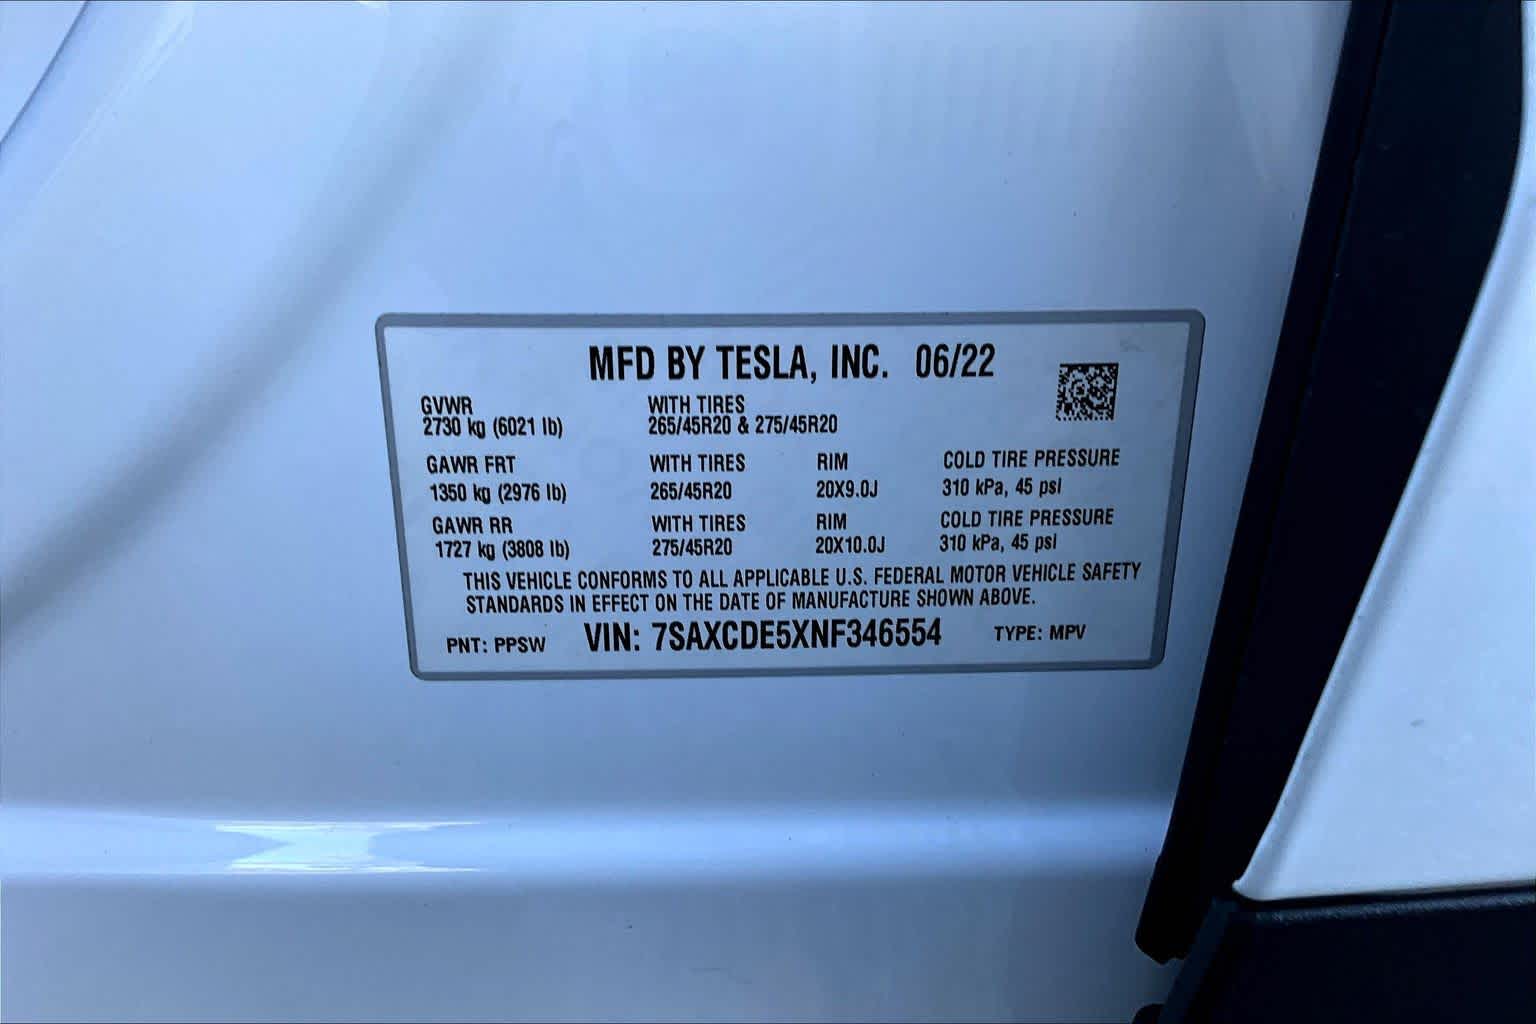 MFD BY TESLA, INC. 06/22
GVWR WITH TIRES
2730 kg (6021 lb) 265/45R20 & 275/45R20
GAWR FRT WITH TIRES RIM COLD TIRE PRESSURE
1350 kg (2976 lb) 265/45R20 20X9.0J 310 kPa, 45 psi
GAWR RR WITH TIRES RIM COLD TIRE PRESSURE
1727 kg (3808 lb) 275/45R20 20X10.0J 310 kPa, 45 psi
THIS VEHICLE CONFORMS TO ALL APPLICABLE U.S. FEDERAL MOTOR VEHICLE SAFETY
STANDARDS IN EFFECT ON THE DATE OF MANUFACTURE SHOWN ABOVE.
PNT: PPSW VIN: 7SAXCDE5XNF346554 TYPE: MPV